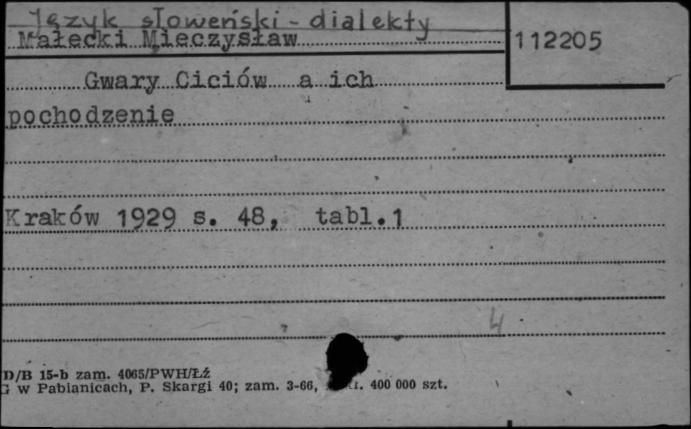 Język słoweński - dialekty
Małecki Mieczysław
112205
Gwary Ciciów a ich
pochodzenie
Kraków 1929 s. 48, tabl.1
4
D/B 15-b zam. 4065/PWH/Łź
G w Pabianicach, P. Skargi 40; zam. 3-66, 400 000 szt.